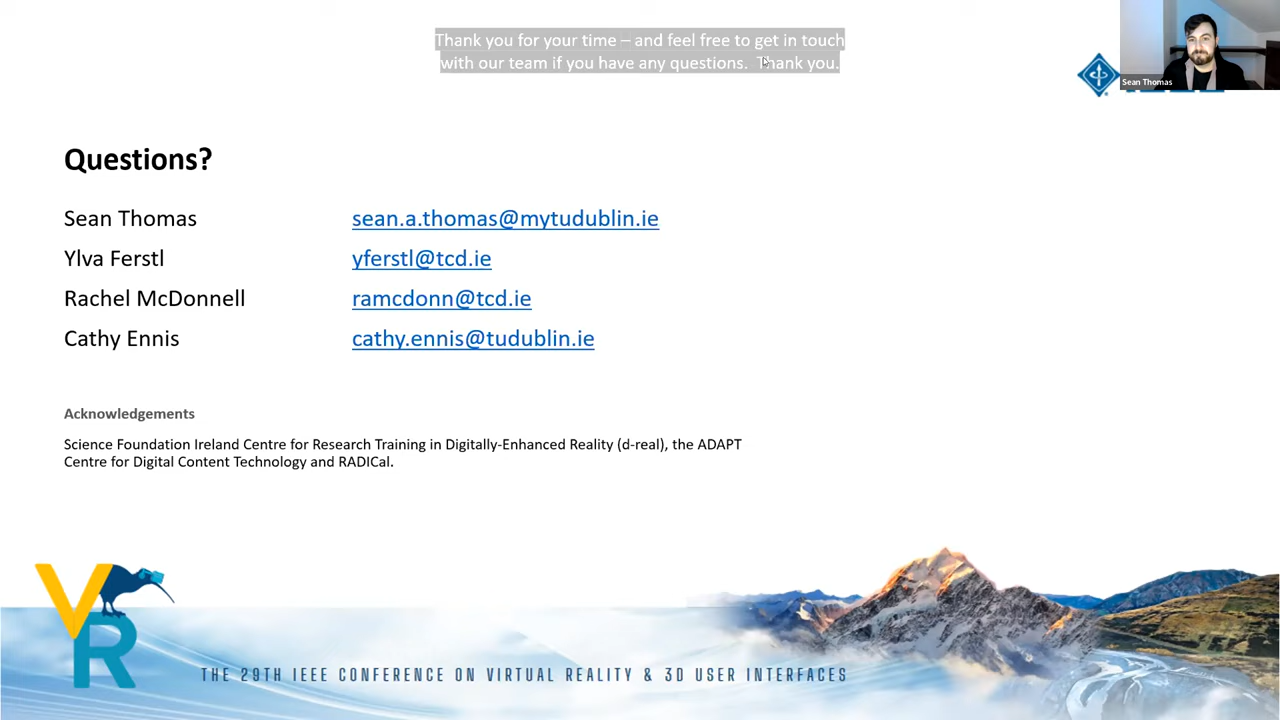 Thank you for your time – and feel free to get in touch
with our team if you have any questions.  Thank you.
Sean Thomas
Questions?
Sean Thomas sean.a.thomas@mytudublin.ie
Ylva Ferstl yferstl@tcd.ie
Rachel McDonnell ramcdonn@tcd.ie
Cathy Ennis cathy.ennis@tudublin.ie
Acknowledgements
Science Foundation Ireland Centre for Research Training in Digitally-Enhanced Reality (d-real), the ADAPT
Centre for Digital Content Technology and RADICal.
VR
THE 29TH IEEE CONFERENCE ON VIRTUAL REALITY & 3D USER INTERFACES